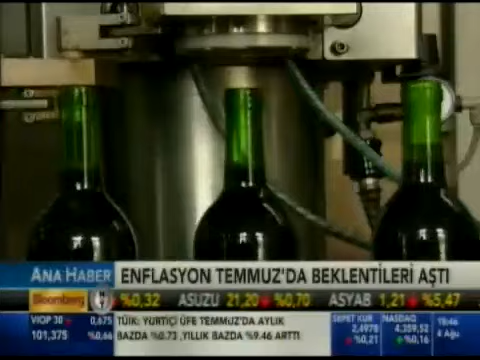 ANA HABER
ENFLASYON TEMMUZ'DA BEKLENTİLERİ AŞTI
Bloomberg
%0,32 ASUZU 21,20 %0,70 ASYAB 1,21 %5,47
VIOP 30 0,675
101,375 %0,66
TÜİK: YURTİÇİ ÜFE TEMMUZ'DA AYLIK
BAZDA %0.73 ,YILLIK BAZDA %9.46 ARTTI
SEPET KUR
2,4978
%0,21
NASDAQ
4.359,52
%0,16
18:46
4 Ağu